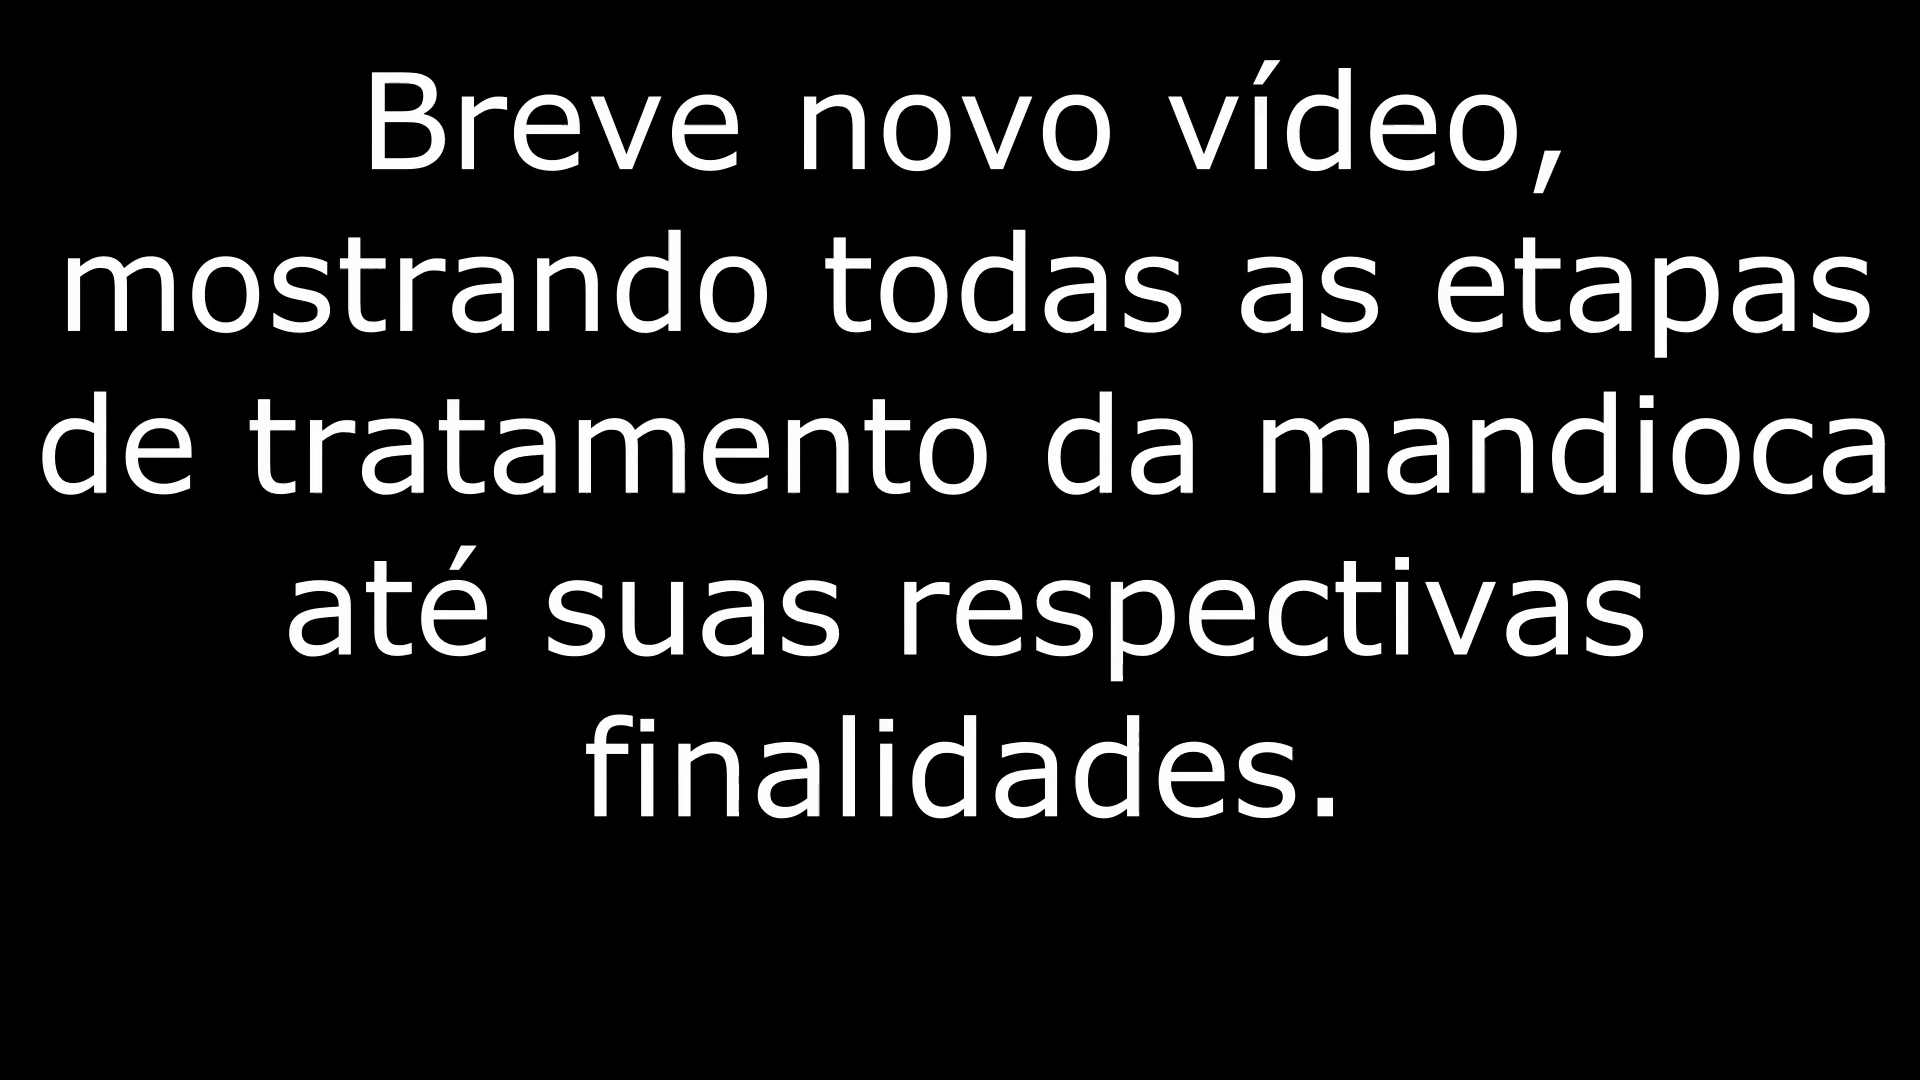 Breve novo vídeo,
mostrando todas as etapas
de tratamento da mandioca
até suas respectivas
finalidades.